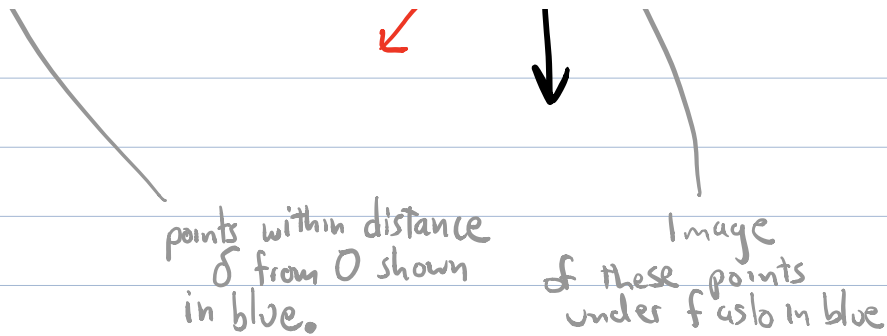 points within distance
δ from 0 shown
in blue.
Image
of these points
under f aslo in blue